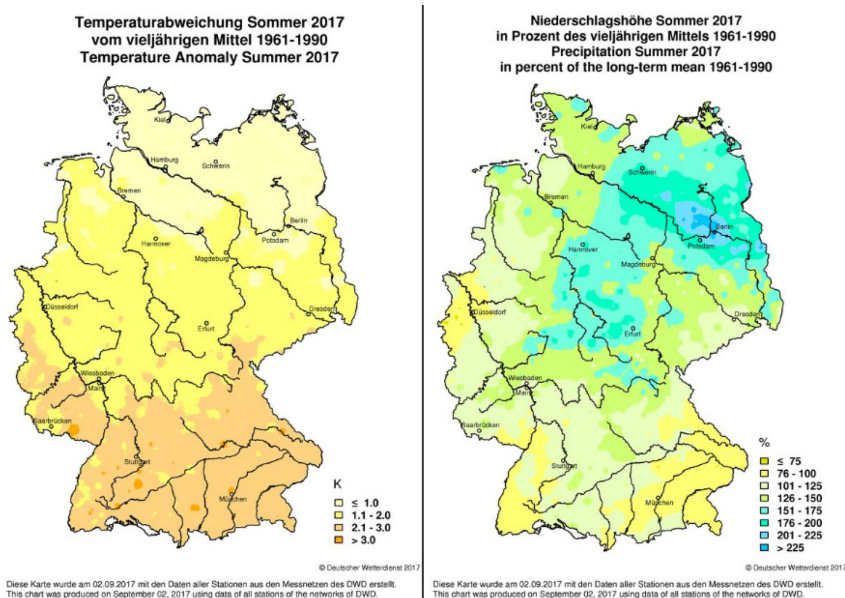 Temperaturabweichung Sommer 2017
vom vieljährigen Mittel 1961-1990
Temperature Anomaly Summer 2017
Kiel
Hamburg
Schwerin
Bremen
Berlin
Potsdam
Hannover
Magdeburg
Düsseldorf
Dresden
Erfurt
Wiesbaden
Mainz
Saarbrücken
Stuttgart
München
K
≤ 1.0
1.1 - 2.0
2.1 - 3.0
> 3.0
© Deutscher Wetterdienst 2017
Diese Karte wurde am 02.09.2017 mit den Daten aller Stationen aus den Messnetzen des DWD erstellt.
This chart was produced on September 02, 2017 using data of all stations of the networks of DWD.
Niederschlagshöhe Sommer 2017
in Prozent des vieljährigen Mittels 1961-1990
Precipitation Summer 2017
in percent of the long-term mean 1961-1990
Kiel
Hamburg
Schwerin
Bremen
Berlin
Potsdam
Hannover
Magdeburg
Düsseldorf
Dresden
Erfurt
Wiesbaden
Mainz
Saarbrücken
Stuttgart
München
%
≤ 75
76 - 100
101 - 125
126 - 150
151 - 175
176 - 200
201 - 225
> 225
© Deutscher Wetterdienst 2017
Diese Karte wurde am 02.09.2017 mit den Daten aller Stationen aus den Messnetzen des DWD erstellt.
This chart was produced on September 02, 2017 using data of all stations of the networks of DWD.